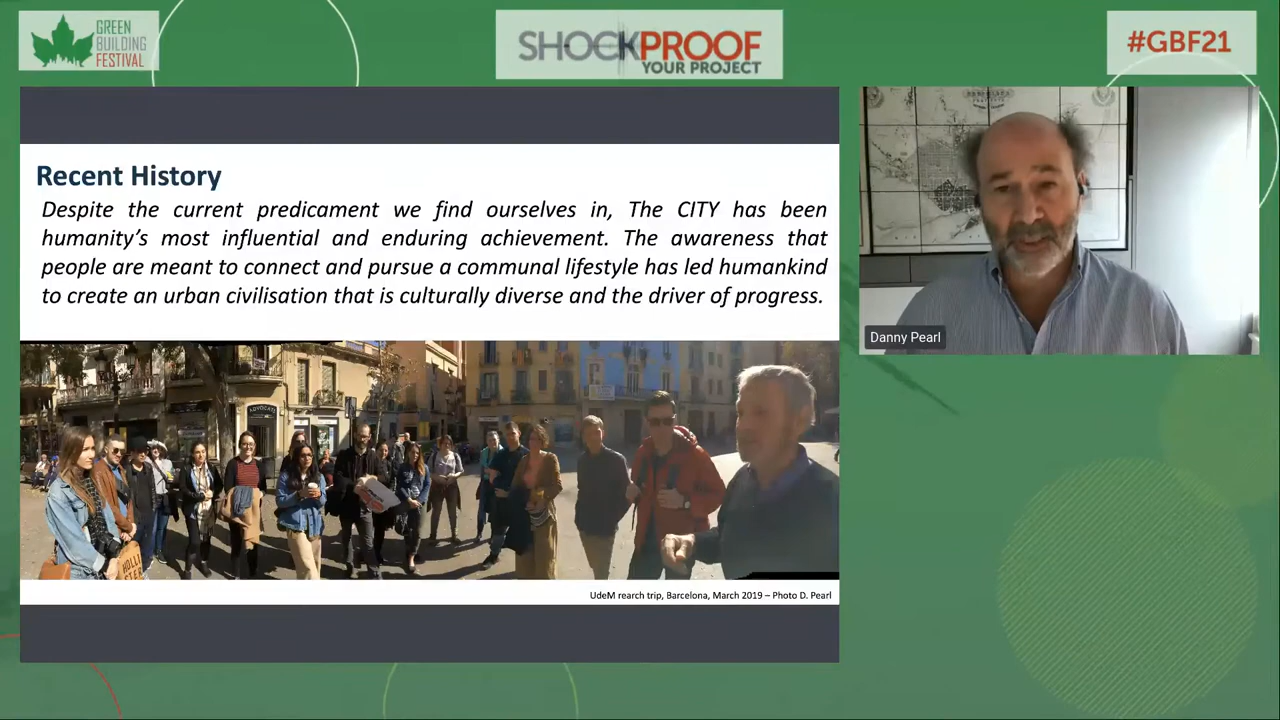 GREEN
BUILDING
FESTIVAL
SHOCKPROOF
YOUR PROJECT
#GBF21
Recent History
Despite the current predicament we find ourselves in, The CITY has been
humanity's most influential and enduring achievement. The awareness that
people are meant to connect and pursue a communal lifestyle has led humankind
to create an urban civilisation that is culturally diverse and the driver of progress.
Danny Pearl
UdeM rearch trip, Barcelona, March 2019 – Photo D. Pearl